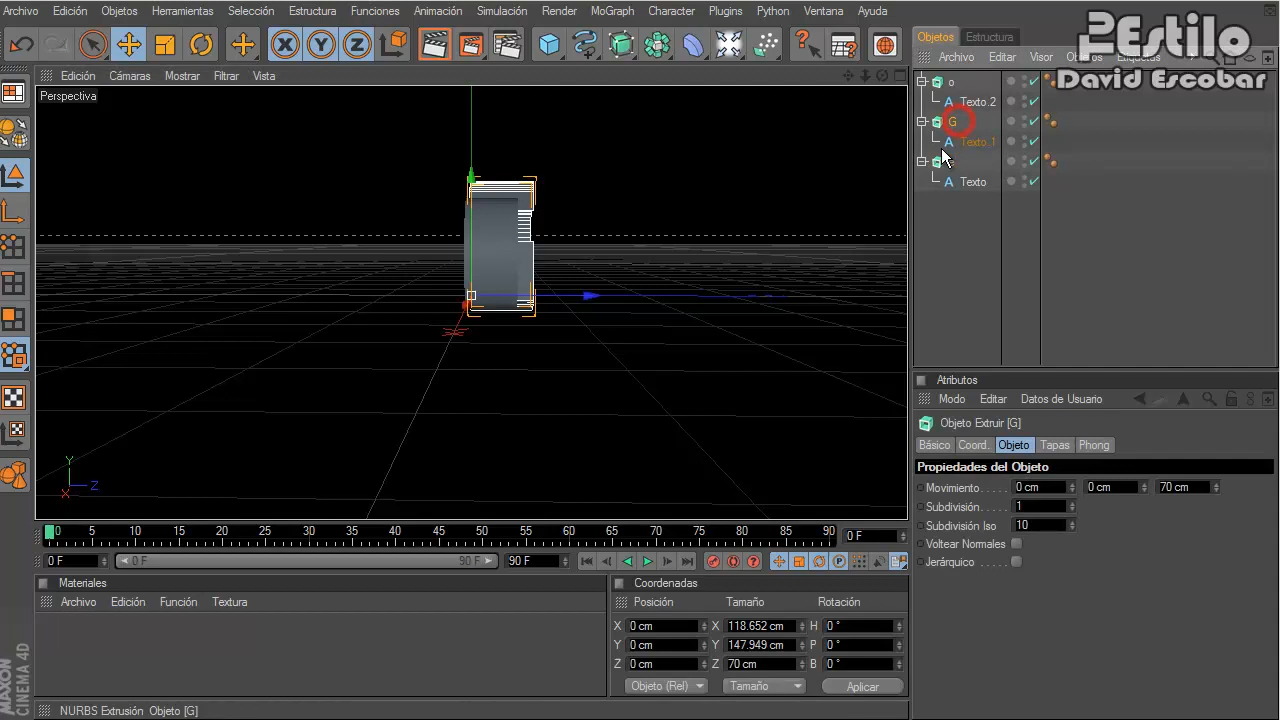 Archivo Edición Objetos Herramientas Selección Estructura Funciones Animación Simulación Render MoGraph Character Plugins Python Ventana Ayuda
Estilo
David Escobar
Objetos Estructura
Archivo Editar Visor Objetos Etiquetas
Edición Cámaras Mostrar Filtrar Vista
Perspectiva
o
Texto.2
G
Texto.1
Texto
Y
X
Z
Atributos
Modo Editar Datos de Usuario
Objeto Extruir [G]
Básico Coord. Objeto Tapas Phong
Propiedades del Objeto
Movimiento . . . . . 0 cm 0 cm 70 cm
Subdivisión . . . . 1
Subdivisión Iso 10
Voltear Normales
Jerárquico . . . . .
0 5 10 15 20 25 30 35 40 45 50 55 60 65 70 75 80 85 90 0 F
0 F 0 F 90 F 90 F
Materiales
Archivo Edición Función Textura
Coordenadas
Posición Tamaño Rotación
X 0 cm X 118.652 cm H 0 °
Y 0 cm Y 147.949 cm P 0 °
Z 0 cm Z 70 cm B 0 °
Objeto (Rel) Tamaño Aplicar
MAXON
CINEMA 4D
NURBS Extrusión Objeto [G]